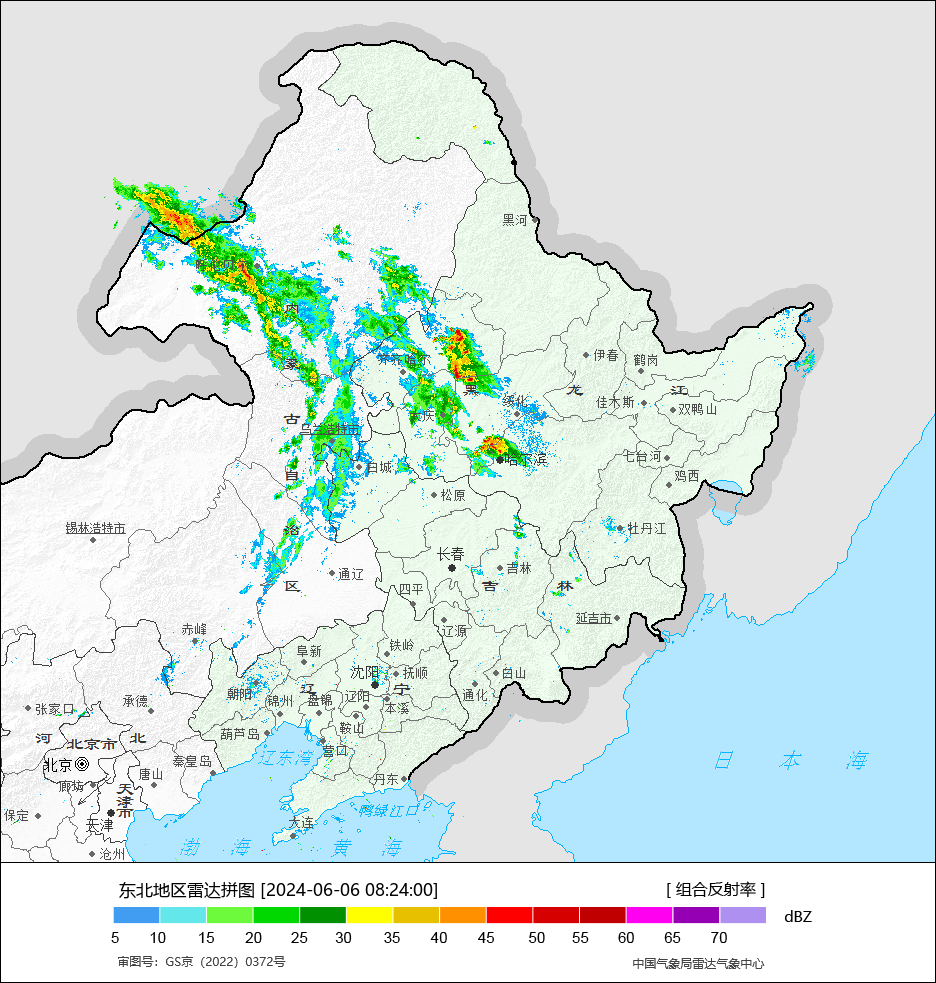 黑河
伊春
鹤岗
内
齐齐哈尔
蒙
黑
龙
江
绥化
佳木斯
双鸭山
大庆
古
乌兰浩特市
哈尔滨
七台河
白城
自
鸡西
松原
锡林浩特市
治
牡丹江
长春
吉林
通辽
区
四平
吉
林
延吉市
赤峰
辽源
铁岭
阜新
沈阳
抚顺
白山
朝阳
辽
宁
通化
承德
锦州
盘锦
辽阳
本溪
张家口
鞍山
葫芦岛
河
北京市
北
营口
辽东湾
日本海
北京
秦皇岛
唐山
丹东
廊坊
天津市
鸭绿江口
保定
天津
大连
渤海
黄海
沧州
东北地区雷达拼图 [2024-06-06 08:24:00]
[ 组合反射率 ]
dBZ
5 10 15 20 25 30 35 40 45 50 55 60 65 70
审图号：GS京（2022）0372号
中国气象局雷达气象中心